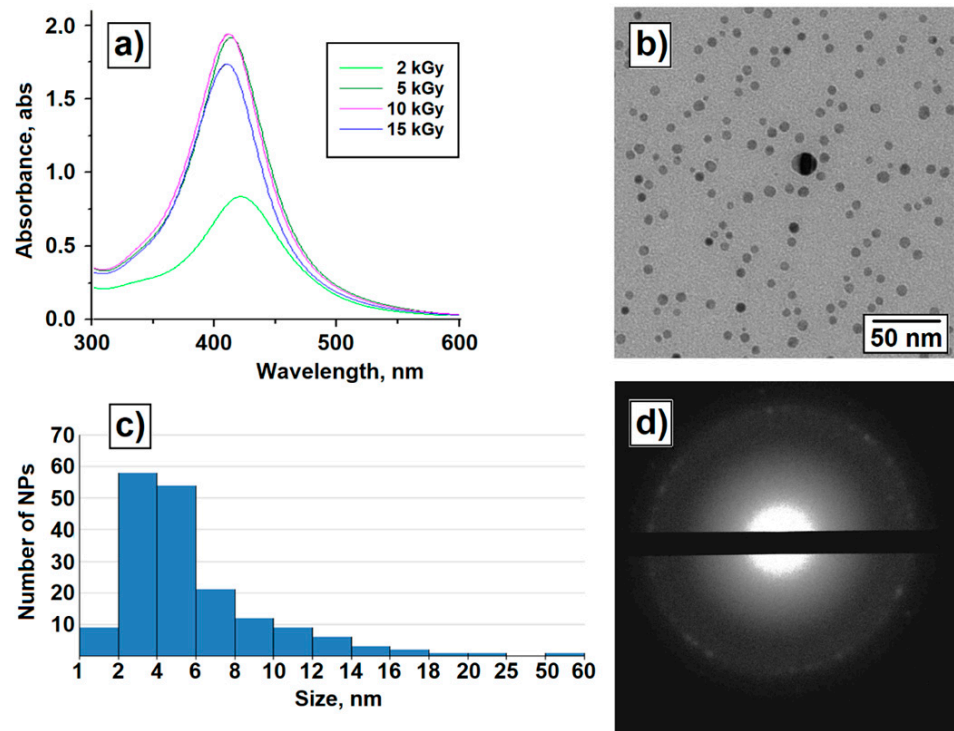 a)
2.0
1.5
1.0
0.5
0.0
Absorbance, abs
2 kGy
5 kGy
10 kGy
15 kGy
300 400 500 600
Wavelength, nm
b)
50 nm
c)
70
60
50
40
30
20
10
Number of NPs
1 2 4 6 8 10 12 14 16 18 20 25 50 60
Size, nm
d)